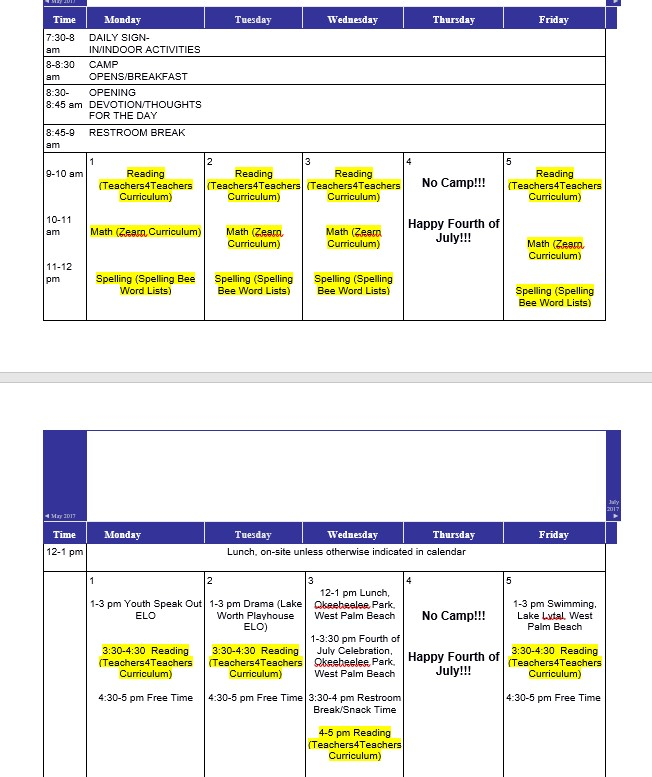 ◄ May 2017 ►
Time Monday Tuesday Wednesday Thursday Friday
7:30-8 am DAILY SIGN-
IN/INDOOR ACTIVITIES
8-8:30 am CAMP
OPENS/BREAKFAST
8:30-
8:45 am OPENING
DEVOTION/THOUGHTS
FOR THE DAY
8:45-9 am RESTROOM BREAK
9-10 am
10-11
am
11-12
pm
1
Reading
(Teachers4Teachers
Curriculum)
Math (Zearn Curriculum)
Spelling (Spelling Bee
Word Lists)
2
Reading
(Teachers4Teachers
Curriculum)
Math (Zearn
Curriculum)
Spelling (Spelling
Bee Word Lists)
3
Reading
(Teachers4Teachers
Curriculum)
Math (Zearn
Curriculum)
Spelling (Spelling
Bee Word Lists)
4
No Camp!!!
Happy Fourth of
July!!!
5
Reading
(Teachers4Teachers
Curriculum)
Math (Zearn
Curriculum)
Spelling (Spelling
Bee Word Lists)
◄ May 2017
July
2017
►
Time Monday Tuesday Wednesday Thursday Friday
12-1 pm Lunch, on-site unless otherwise indicated in calendar
1
1-3 pm Youth Speak Out
ELO
3:30-4:30 Reading
(Teachers4Teachers
Curriculum)
4:30-5 pm Free Time
2
1-3 pm Drama (Lake
Worth Playhouse
ELO)
3:30-4:30 Reading
(Teachers4Teachers
Curriculum)
4:30-5 pm Free Time
3
12-1 pm Lunch,
Okeeheelee Park,
West Palm Beach
1-3:30 pm Fourth of
July Celebration,
Okeeheelee Park,
West Palm Beach
3:30-4 pm Restroom
Break/Snack Time
4-5 pm Reading
(Teachers4Teachers
Curriculum)
4
No Camp!!!
Happy Fourth of
July!!!
5
1-3 pm Swimming,
Lake Lytal, West
Palm Beach
3:30-4:30 Reading
(Teachers4Teachers
Curriculum)
4:30-5 pm Free Time